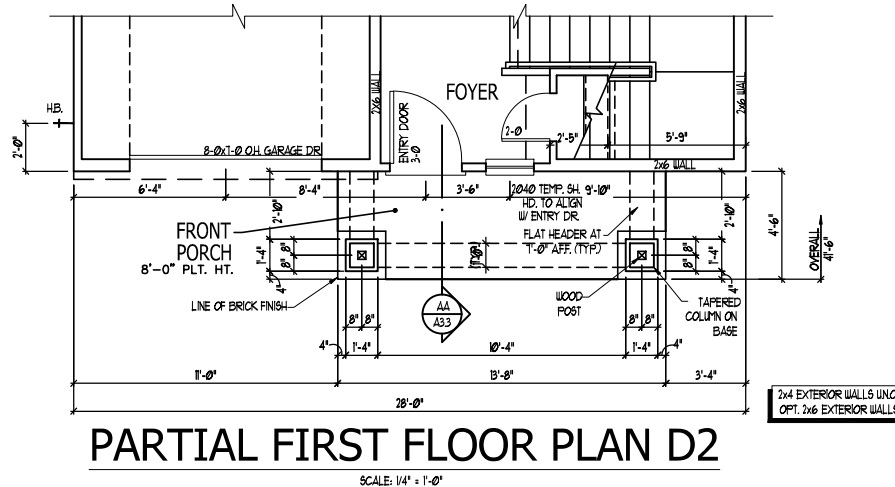 FOYER
H.B.
2x6 WALL
2x6 WALL
ENTRY DOOR
3-0
2-0
2'-5"
5'-9"
2'-0"
8-0x7-0 O.H. GARAGE DR.
2x6 WALL
6'-4"
8'-4"
3'-6"
2040 TEMP. SH.
9'-10"
HD. TO ALIGN
W/ ENTRY DR.
2'-10"
2'-10"
4'-6"
FRONT
PORCH
8'-0" PLT. HT.
FLAT HEADER AT
7'-0" AFF. (TYP.)
OVERALL
41'-6"
1'-4"
8"
8"
(TYP.)
8"
8"
1'-4"
4"
4"
LINE OF BRICK FINISH
WOOD
POST
TAPERED
COLUMN ON
BASE
AA
A3.3
8"
8"
8"
8"
4"
1'-4"
10'-4"
1'-4"
4"
11'-0"
13'-8"
3'-4"
28'-0"
2x4 EXTERIOR WALLS U.N.O
OPT. 2x6 EXTERIOR WALLS
PARTIAL FIRST FLOOR PLAN D2
SCALE: 1/4" = 1'-0"